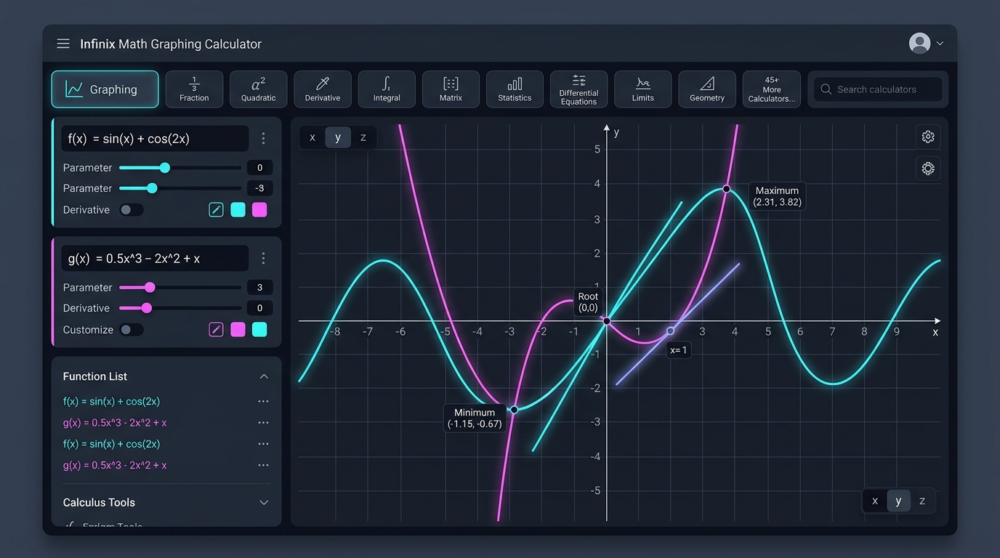 Infinix Math Graphing Calculator
Graphing
1
3
Fraction
α²
Quadratic
Derivative
Integral
Matrix
Statistics
Differential
Equations
Limits
Geometry
45+
More
Calculators...
Search calculators
f(x) = sin(x) + cos(2x)
Parameter 0
Parameter -3
Derivative
g(x) = 0.5x^3 – 2x^2 + x
Parameter 3
Derivative 0
Customize
Function List
f(x) = sin(x) + cos(2x)
g(x) = 0.5x^3 - 2x^2 + x
f(x) = sin(x) + cos(2x)
g(x) = 0.5x^3 - 2x^2 + x
Calculus Tools
x y z
y
5
4
Maximum
(2.31, 3.82)
3
2
1
Root
(0,0)
-8 -7 -6 -5 -4 -3 -2 -1 1 2 3 4 5 6 7 8 9 x
x=1
-1
-2
Minimum
(-1.15, -0.67)
-3
-4
-5
x y z